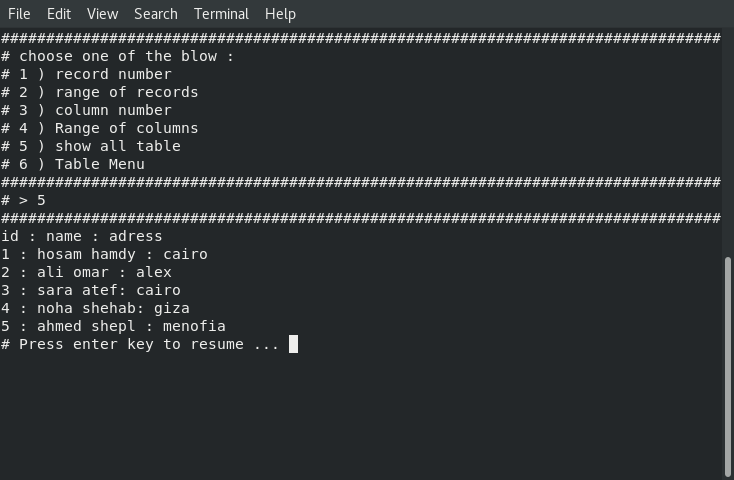 File Edit View Search Terminal Help
################################################################################
# choose one of the blow :
# 1 ) record number
# 2 ) range of records
# 3 ) column number
# 4 ) Range of columns
# 5 ) show all table
# 6 ) Table Menu
################################################################################
# > 5
################################################################################
id : name : adress
1 : hosam hamdy : cairo
2 : ali omar : alex
3 : sara atef: cairo
4 : noha shehab: giza
5 : ahmed shepl : menofia
# Press enter key to resume ...